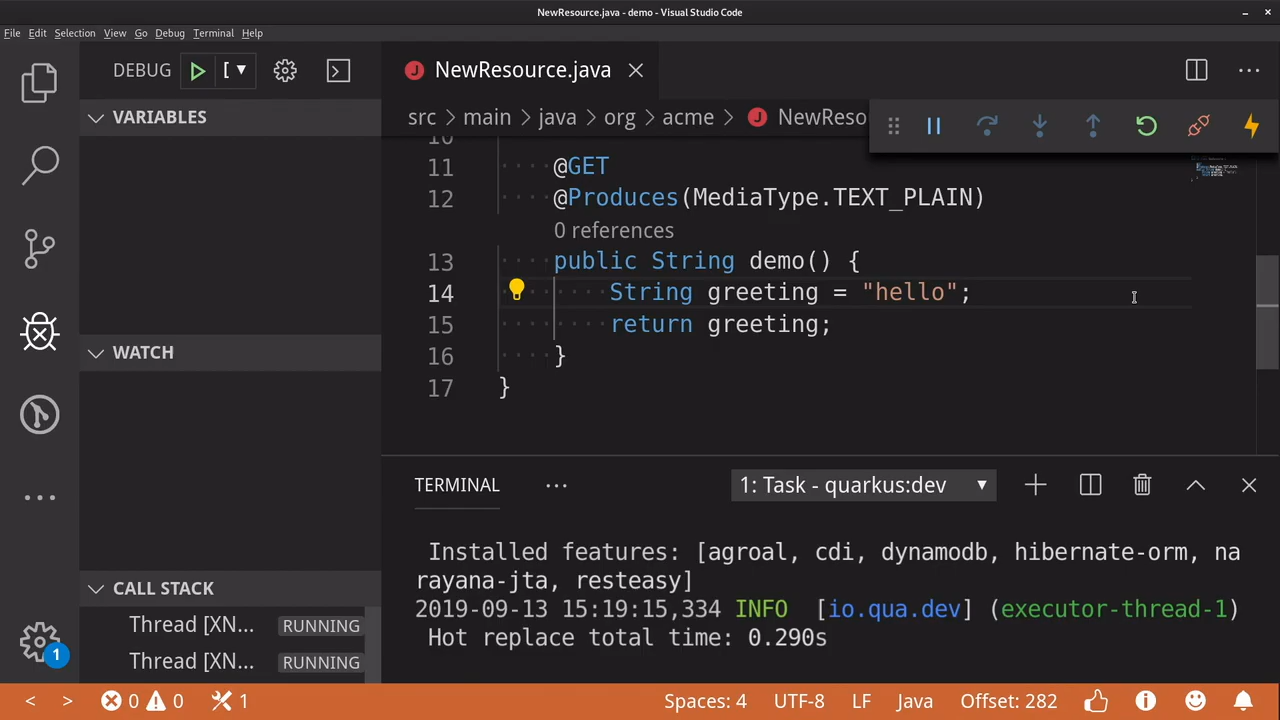 NewResource.java - demo - Visual Studio Code
File Edit Selection View Go Debug Terminal Help
DEBUG [
NewResource.java
VARIABLES
src > main > java > org > acme > NewReso
10
11 ····@GET
12 ····@Produces(MediaType.TEXT_PLAIN)
0 references
13 ····public String demo() {
14 ········String greeting = "hello";
15 ········return greeting;
16 ····}
17 }
WATCH
CALL STACK
Thread [XN... RUNNING
Thread [XN... RUNNING
TERMINAL ··· 1: Task - quarkus:dev
Installed features: [agroal, cdi, dynamodb, hibernate-orm, na
rayana-jta, resteasy]
2019-09-13 15:19:15,334 INFO [io.qua.dev] (executor-thread-1)
Hot replace total time: 0.290s
1
< > 0 0 1 Spaces: 4 UTF-8 LF Java Offset: 282